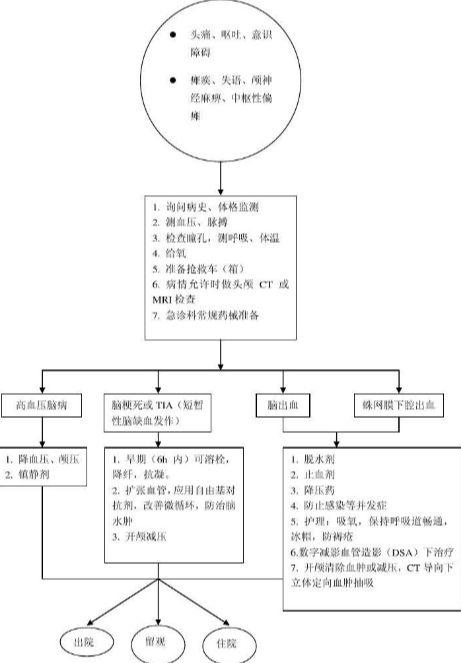 ● 头痛、呕吐、意识
障碍
● 瘫痪、失语、颅神
经麻痹、中枢性偏
瘫
1. 询问病史、体格监测
2. 测血压、脉搏
3. 检查瞳孔，测呼吸、体温
4. 给氧
5. 准备抢救车（箱）
6. 病情允许时做头颅 CT 或
MRI 检查
7. 急诊科常规药械准备
高血压脑病
脑梗死或 TIA（短暂
性脑缺血发作）
脑出血
蛛网膜下腔出血
1. 降血压、颅压
2. 镇静剂
1. 早期（6h 内）可溶栓，
降纤，抗凝。
2. 扩张血管，应用自由基对
抗剂，改善微循环，防治脑
水肿
3. 开颅减压
1. 脱水剂
2. 止血剂
3. 降压药
4. 防止感染等并发症
5. 护理：吸氧，保持呼吸道畅通，
冰帽，防褥疮
6.数字减影血管造影（DSA）下治疗
7. 开颅清除血肿或减压，CT 导向下
立体定向血肿抽吸
出院
留观
住院